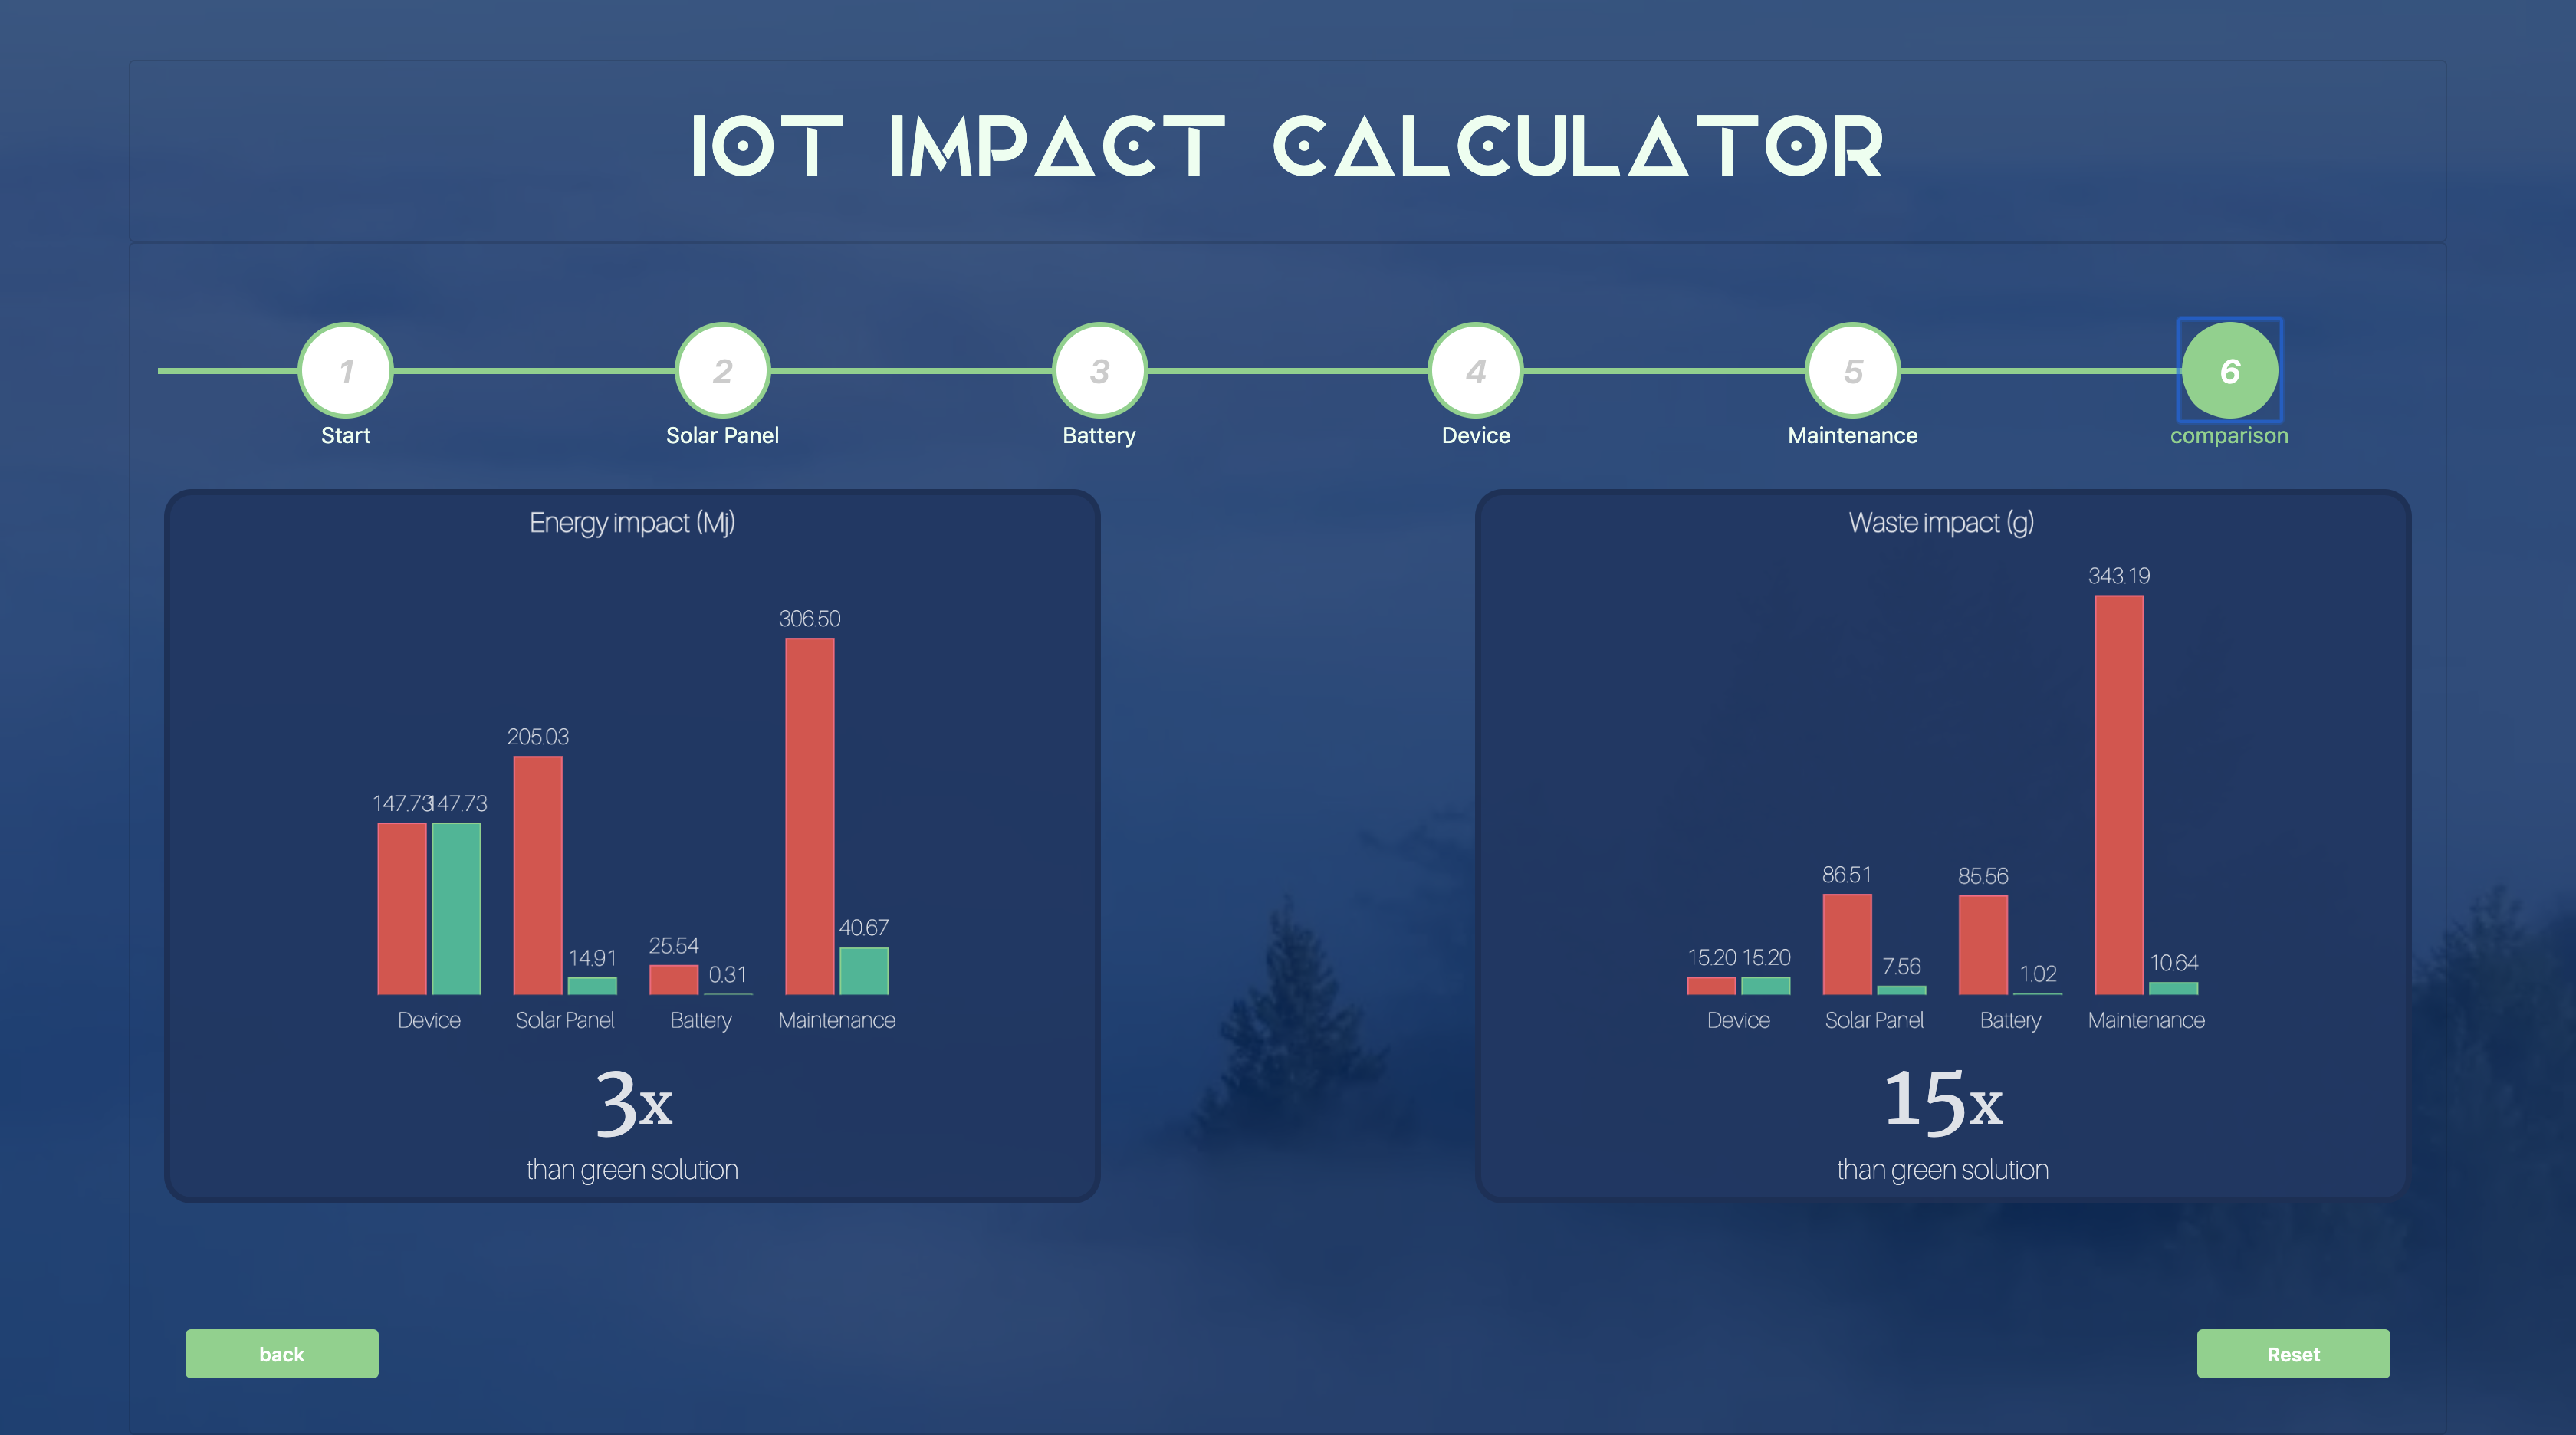 IOT IMPACT CALCULATOR
1
2
3
4
5
6
Start
Solar Panel
Battery
Device
Maintenance
comparison
Energy impact (Mj)
306.50
205.03
147.73
147.73
40.67
25.54
14.91
0.31
Device
Solar Panel
Battery
Maintenance
3x
than green solution
Waste impact (g)
343.19
86.51
85.56
15.20
15.20
7.56
1.02
10.64
Device
Solar Panel
Battery
Maintenance
15x
than green solution
back
Reset